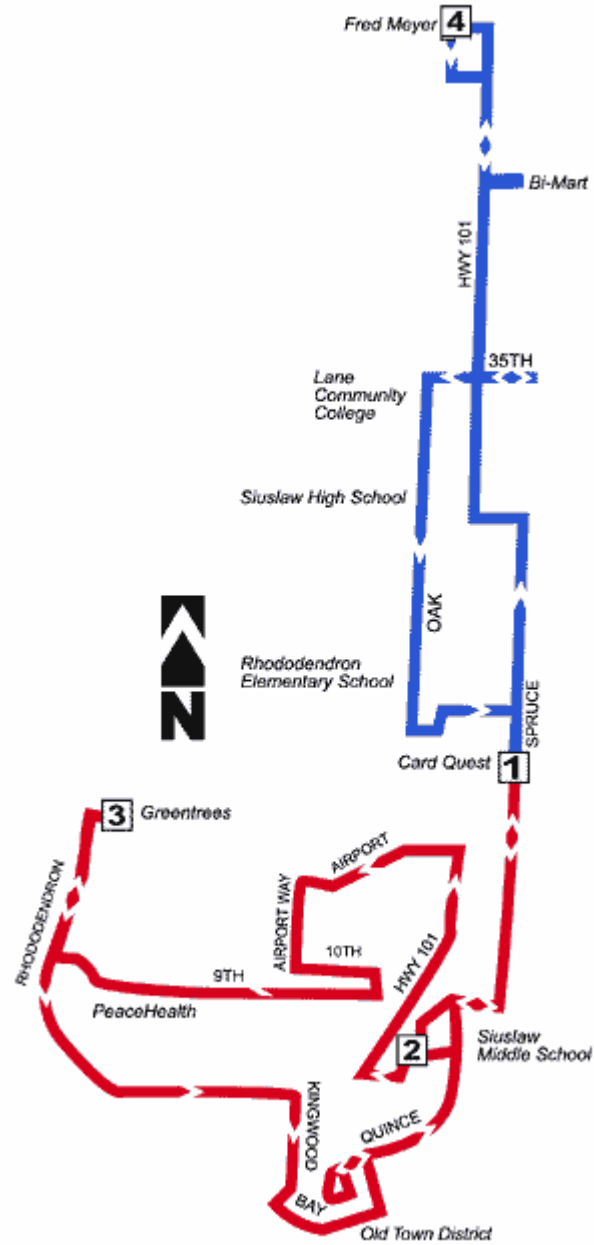 Fred Meyer
4
Bi-Mart
HWY 101
35TH
Lane
Community
College
Siuslaw High School
OAK
Rhododendron
Elementary School
N
SPRUCE
Card Quest
1
3
Greentrees
AIRPORT
RHODODENDRON
AIRPORT WAY
10TH
HWY 101
9TH
PeaceHealth
2
Siuslaw
Middle School
KINGWOOD
QUINCE
BAY
Old Town District